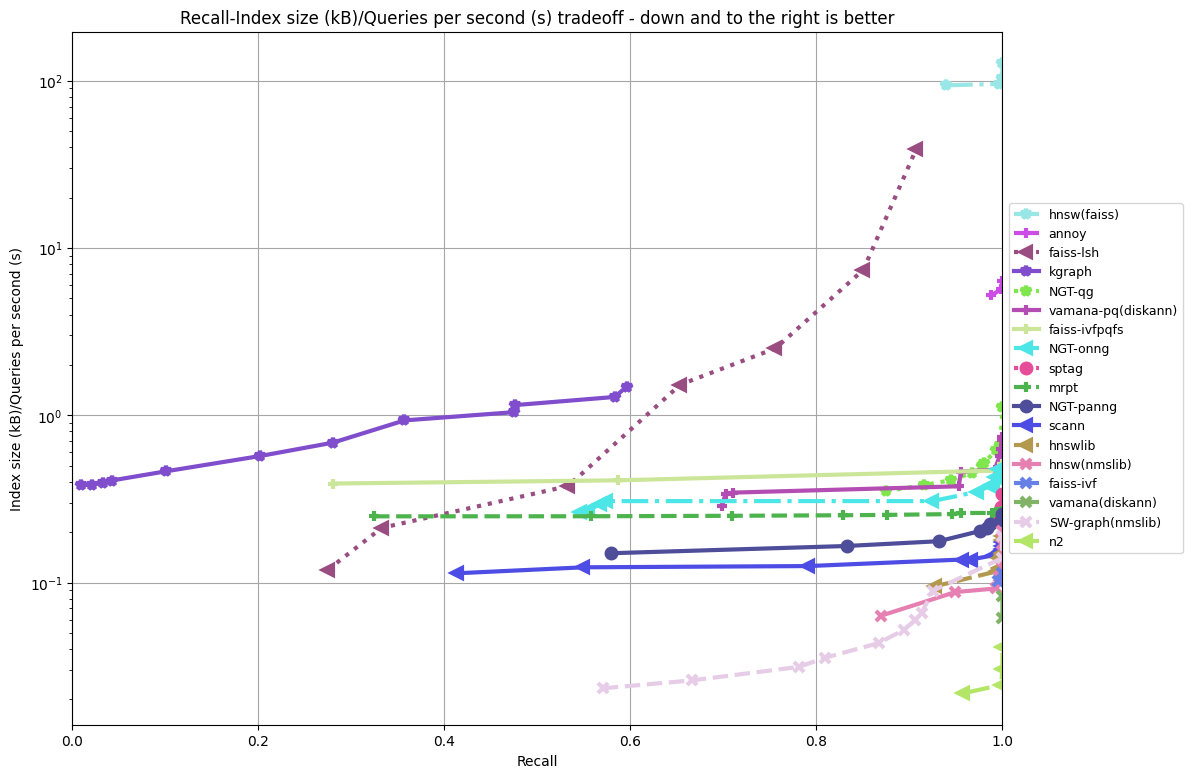 Recall-Index size (kB)/Queries per second (s) tradeoff - down and to the right is better
Index size (kB)/Queries per second (s)
10²
10¹
10⁰
10⁻¹
0.0 0.2 0.4 0.6 0.8 1.0
Recall
hnsw(faiss)
annoy
faiss-lsh
kgraph
NGT-qg
vamana-pq(diskann)
faiss-ivfpqfs
NGT-onng
sptag
mrpt
NGT-panng
scann
hnswlib
hnsw(nmslib)
faiss-ivf
vamana(diskann)
SW-graph(nmslib)
n2